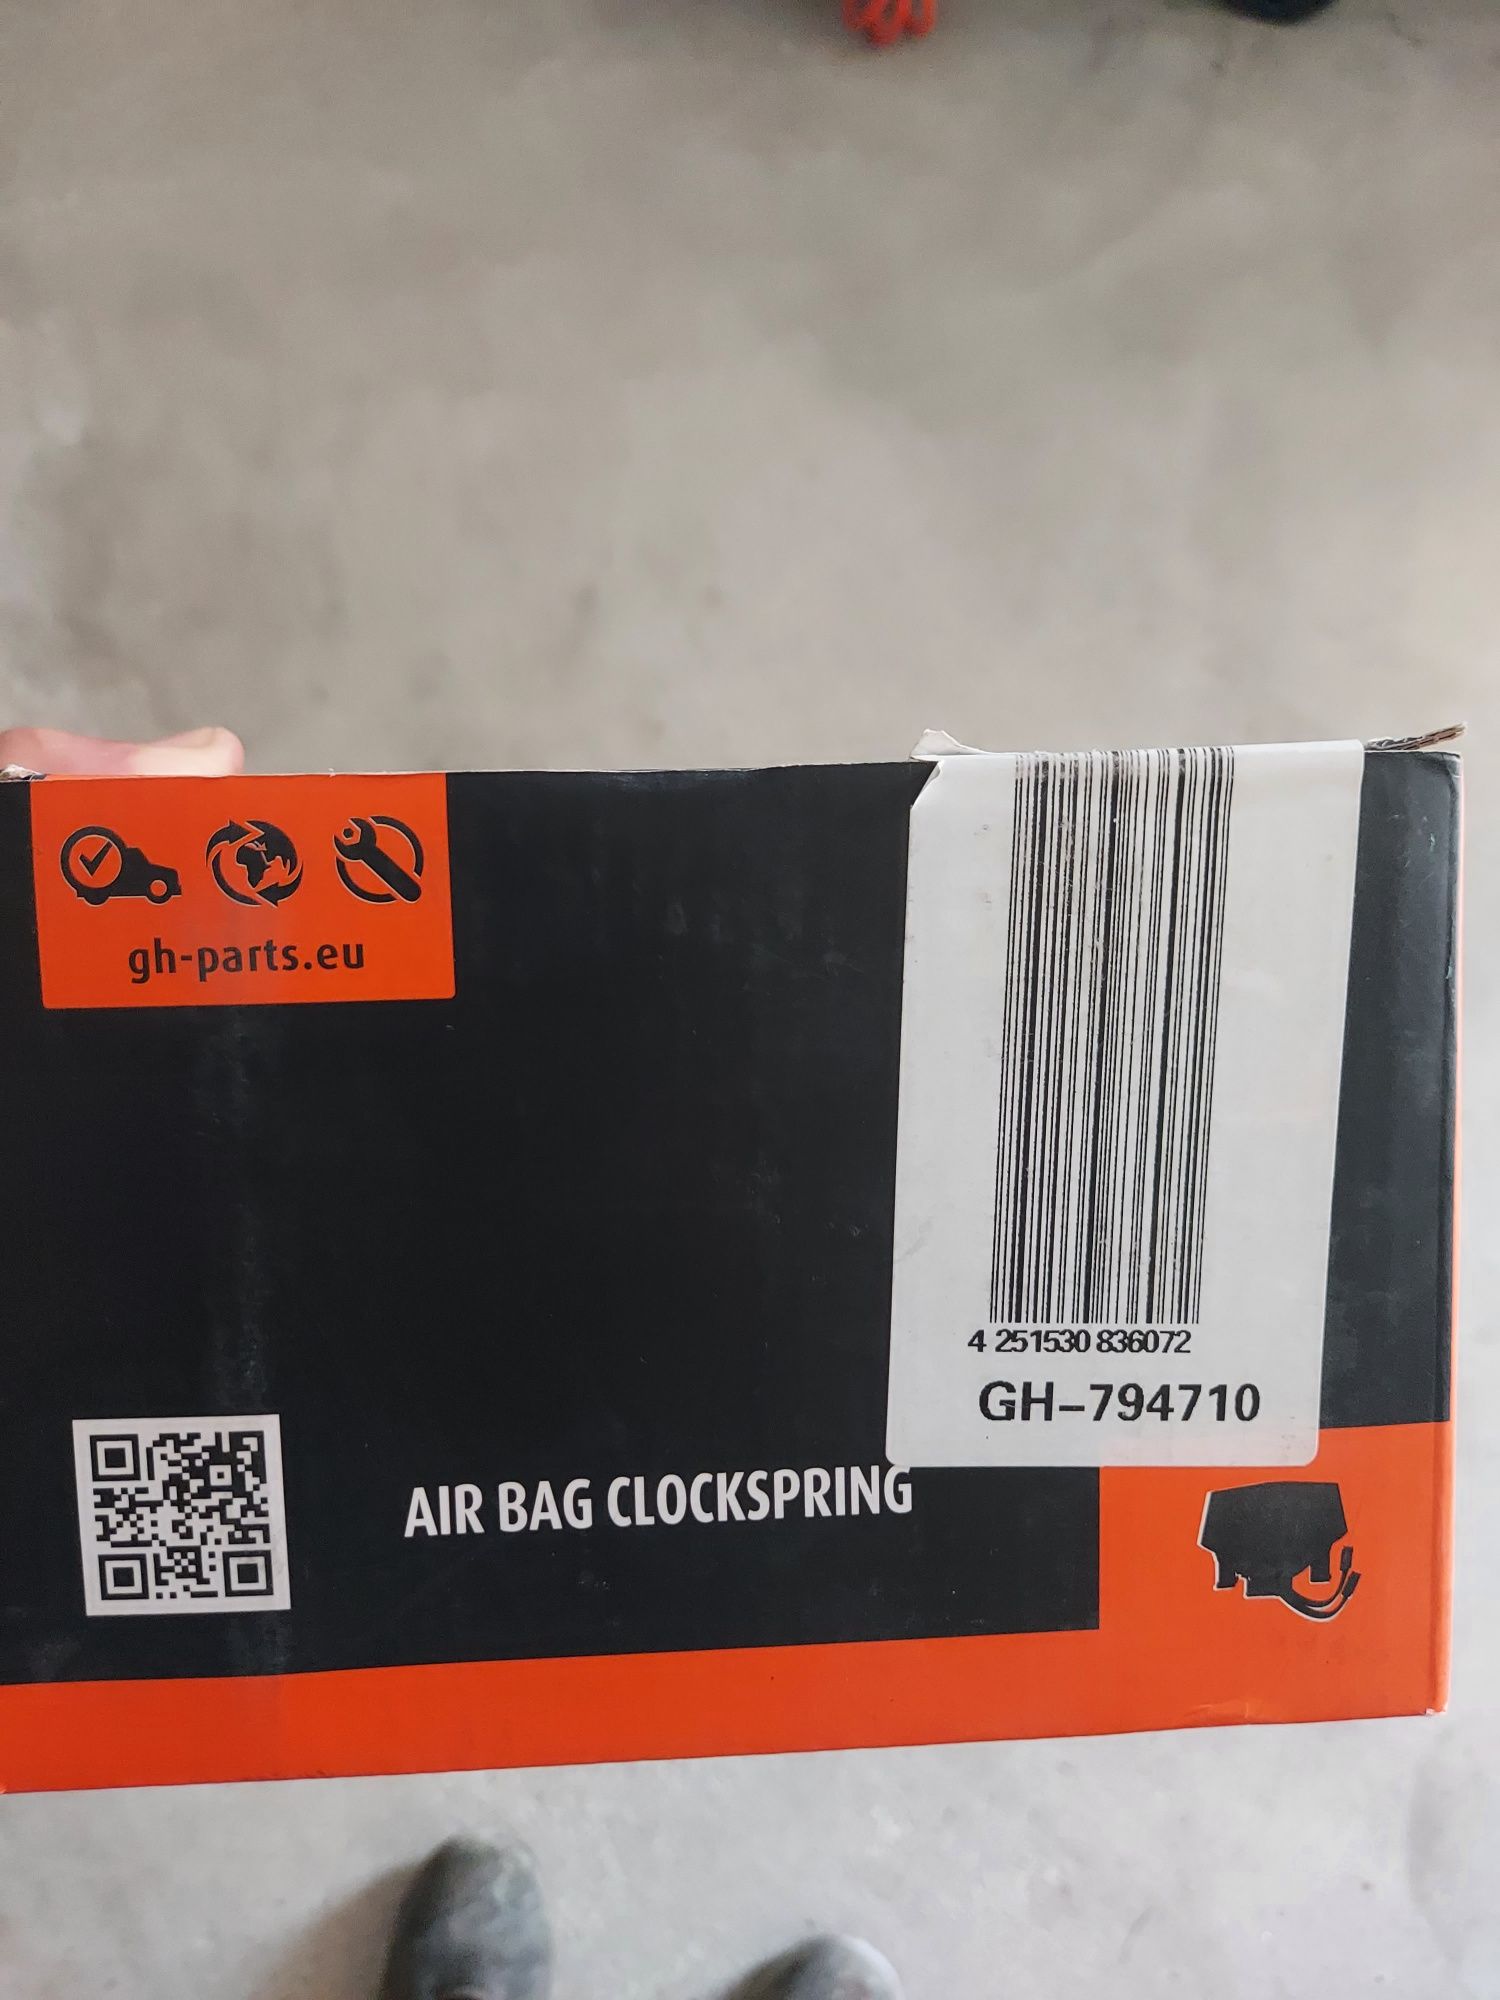 gh-parts.eu
4 251530 836072
GH-794710
AIR BAG CLOCKSPRING